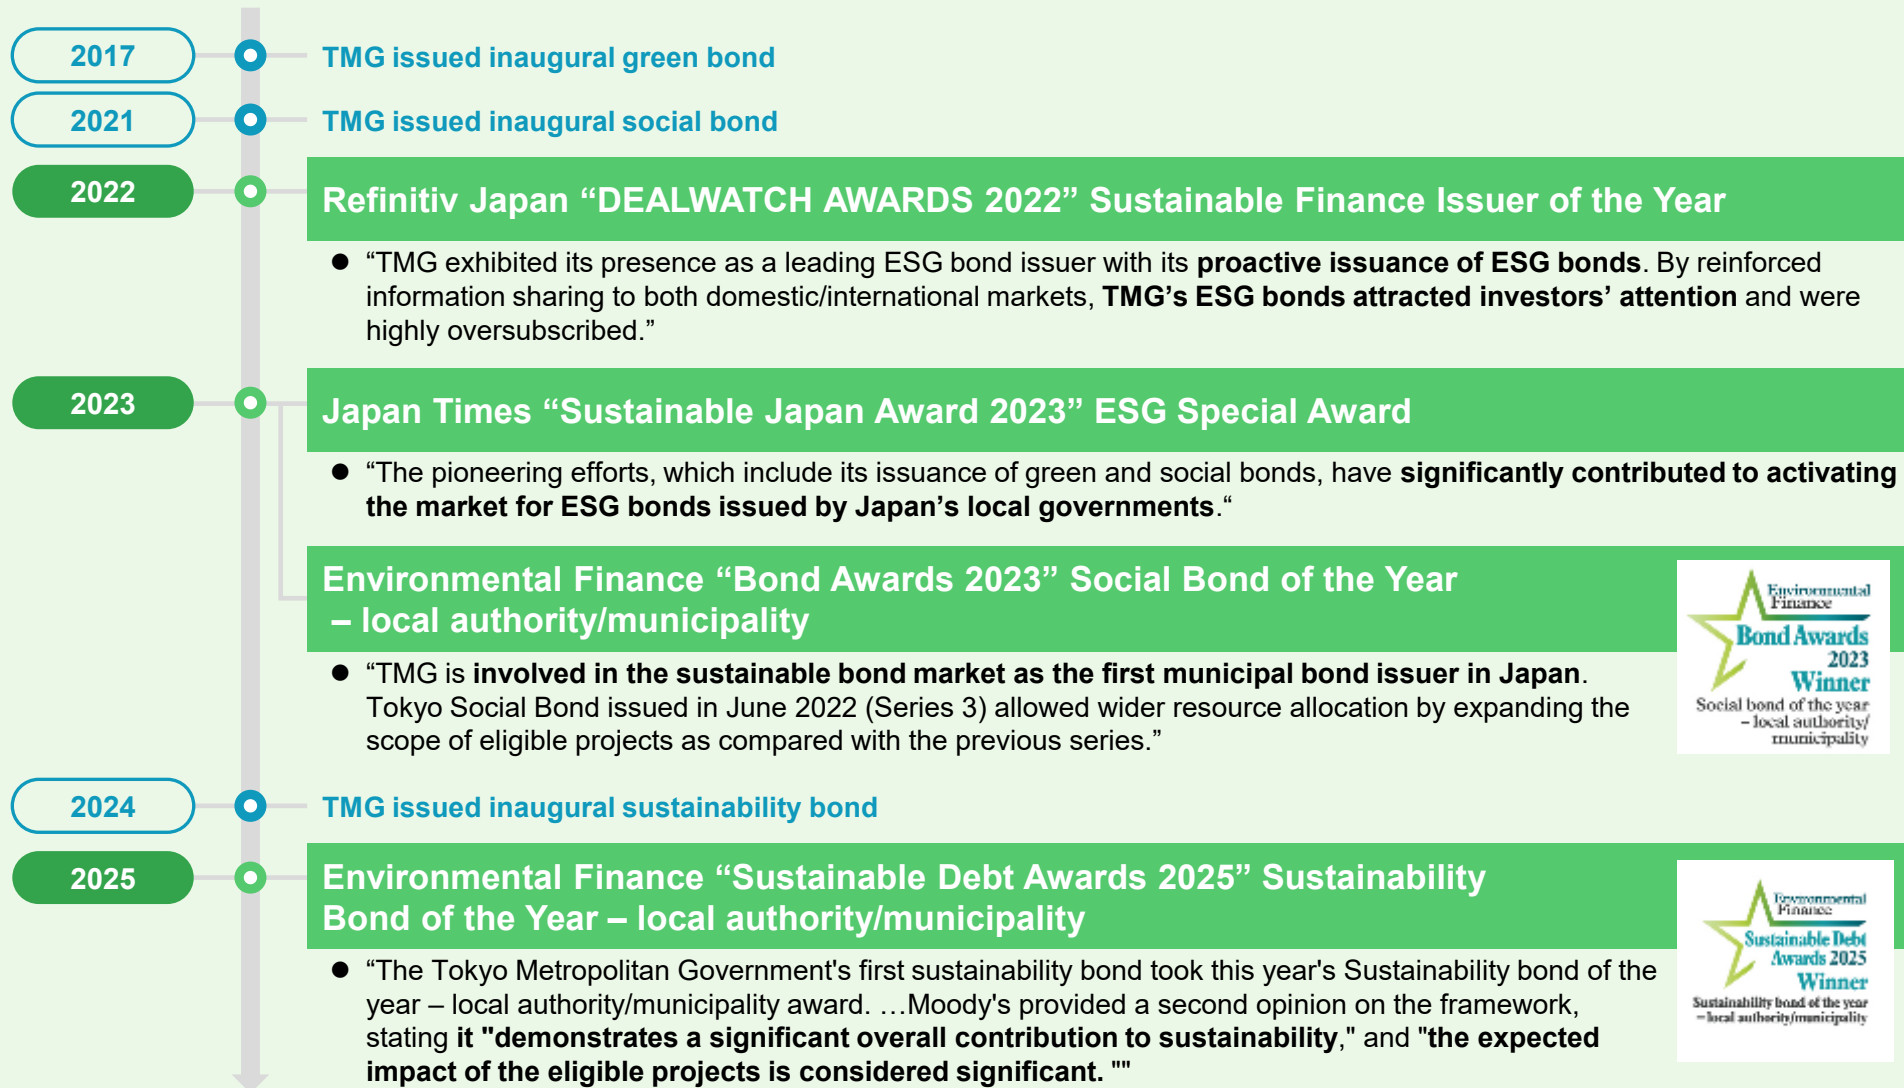 2017
TMG issued inaugural green bond
2021
TMG issued inaugural social bond
2022
Refinitiv Japan “DEALWATCH AWARDS 2022” Sustainable Finance Issuer of the Year
● “TMG exhibited its presence as a leading ESG bond issuer with its proactive issuance of ESG bonds. By reinforced
information sharing to both domestic/international markets, TMG’s ESG bonds attracted investors’ attention and were
highly oversubscribed.”
2023
Japan Times “Sustainable Japan Award 2023” ESG Special Award
● “The pioneering efforts, which include its issuance of green and social bonds, have significantly contributed to activating
the market for ESG bonds issued by Japan’s local governments.“
Environmental Finance “Bond Awards 2023” Social Bond of the Year
– local authority/municipality
Environmental
Finance
Bond Awards
2023
Winner
Social bond of the year
– local authority/
municipality
● “TMG is involved in the sustainable bond market as the first municipal bond issuer in Japan.
Tokyo Social Bond issued in June 2022 (Series 3) allowed wider resource allocation by expanding the
scope of eligible projects as compared with the previous series.”
2024
TMG issued inaugural sustainability bond
2025
Environmental Finance “Sustainable Debt Awards 2025” Sustainability
Bond of the Year – local authority/municipality
Environmental
Finance
Sustainable Debt
Awards 2025
Winner
Sustainability bond of the year
– local authority/municipality
● “The Tokyo Metropolitan Government's first sustainability bond took this year's Sustainability bond of the
year – local authority/municipality award. …Moody's provided a second opinion on the framework,
stating it "demonstrates a significant overall contribution to sustainability," and "the expected
impact of the eligible projects is considered significant. ""